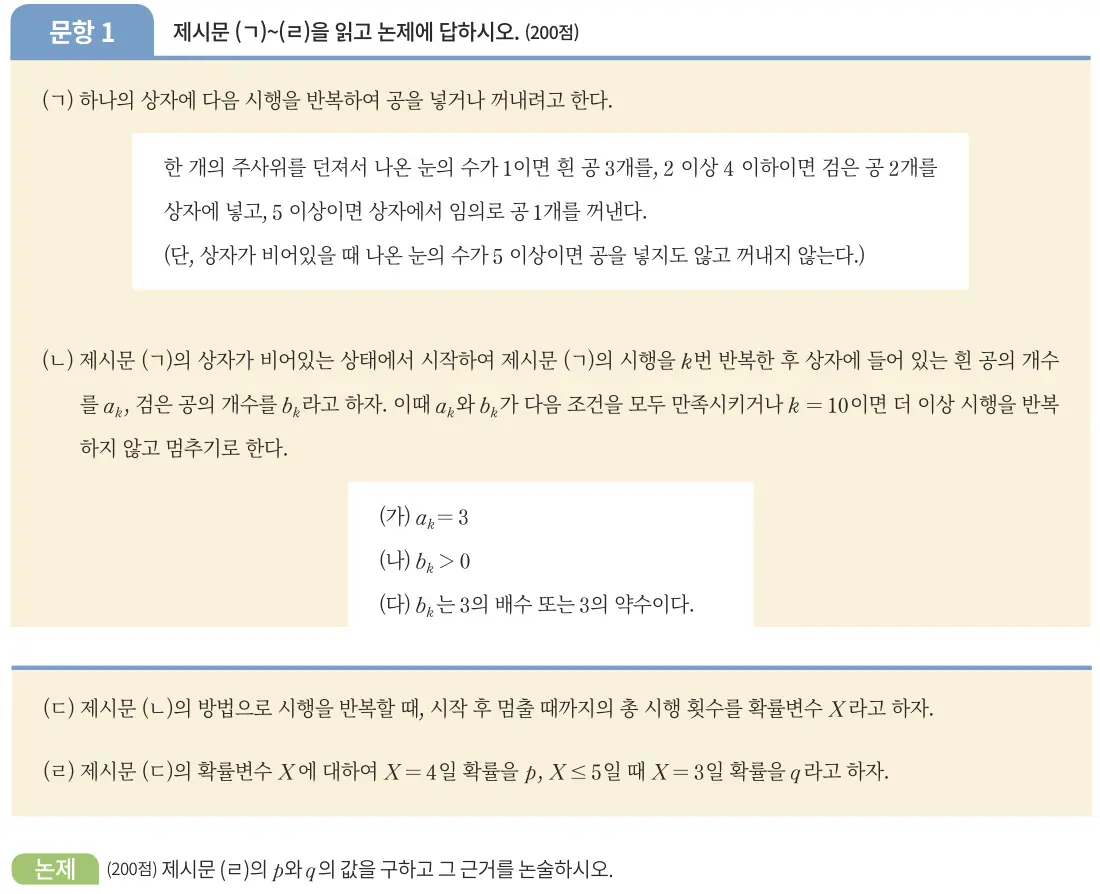 문항 1 제시문 (ㄱ)~(ㄹ)을 읽고 논제에 답하시오. (200점)
(ㄱ) 하나의 상자에 다음 시행을 반복하여 공을 넣거나 꺼내려고 한다.
한 개의 주사위를 던져서 나온 눈의 수가 1이면 흰 공 3개를, 2 이상 4 이하이면 검은 공 2개를
상자에 넣고, 5 이상이면 상자에서 임의로 공 1개를 꺼낸다.
(단, 상자가 비어있을 때 나온 눈의 수가 5 이상이면 공을 넣지도 않고 꺼내지 않는다.)
(ㄴ) 제시문 (ㄱ)의 상자가 비어있는 상태에서 시작하여 제시문 (ㄱ)의 시행을 k번 반복한 후 상자에 들어 있는 흰 공의 개수
를 aₖ, 검은 공의 개수를 bₖ라고 하자. 이때 aₖ와 bₖ가 다음 조건을 모두 만족시키거나 k = 10이면 더 이상 시행을 반복
하지 않고 멈추기로 한다.
(가) aₖ = 3
(나) bₖ > 0
(다) bₖ는 3의 배수 또는 3의 약수이다.
(ㄷ) 제시문 (ㄴ)의 방법으로 시행을 반복할 때, 시작 후 멈출 때까지의 총 시행 횟수를 확률변수 X라고 하자.
(ㄹ) 제시문 (ㄷ)의 확률변수 X에 대하여 X = 4일 확률을 p, X ≤ 5일 때 X = 3일 확률을 q라고 하자.
논제 (200점) 제시문 (ㄹ)의 p와 q의 값을 구하고 그 근거를 논술하시오.